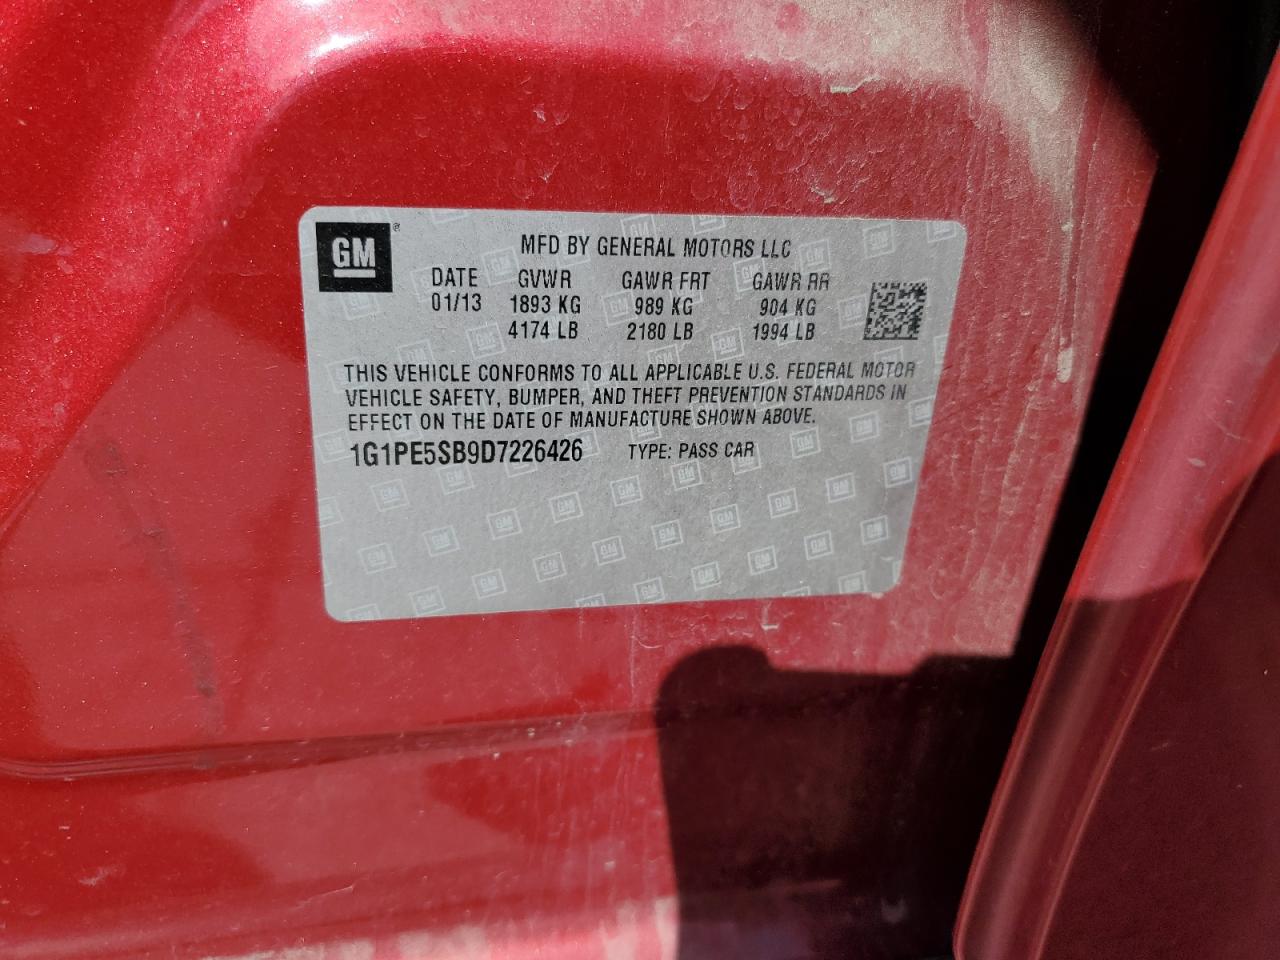 GM ®
MFD BY GENERAL MOTORS LLC
DATE GVWR GAWR FRT GAWR RR
01/13 1893 KG 989 KG 904 KG
4174 LB 2180 LB 1994 LB
THIS VEHICLE CONFORMS TO ALL APPLICABLE U.S. FEDERAL MOTOR
VEHICLE SAFETY, BUMPER, AND THEFT PREVENTION STANDARDS IN
EFFECT ON THE DATE OF MANUFACTURE SHOWN ABOVE.
1G1PE5SB9D7226426 TYPE: PASS CAR